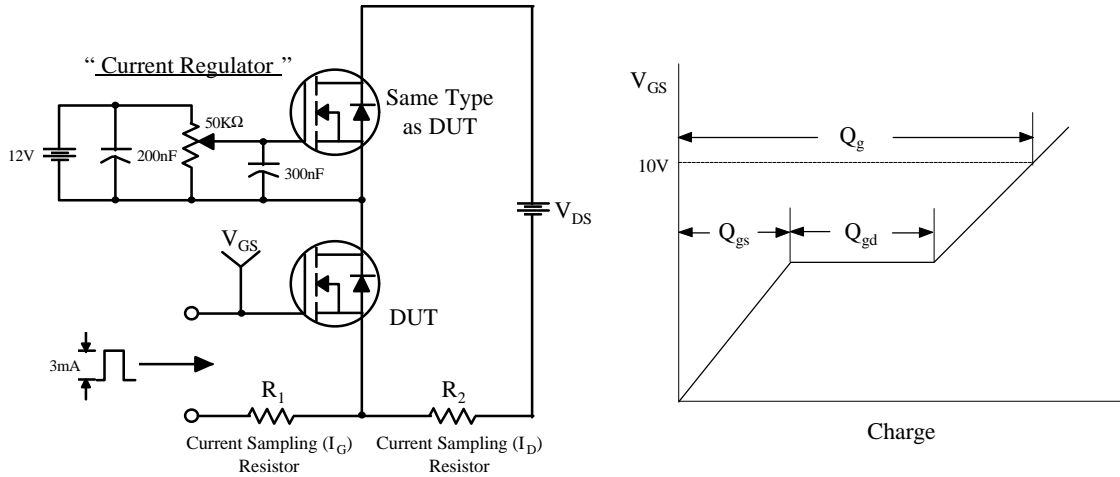 “ Current Regulator ”
12V
200nF
50KΩ
300nF
Same Type
as DUT
V_DS
V_GS
DUT
3mA
R_1
R_2
Current Sampling (I_G)
Resistor
Current Sampling (I_D)
Resistor
V_GS
10V
Q_g
Q_gs
Q_gd
Charge